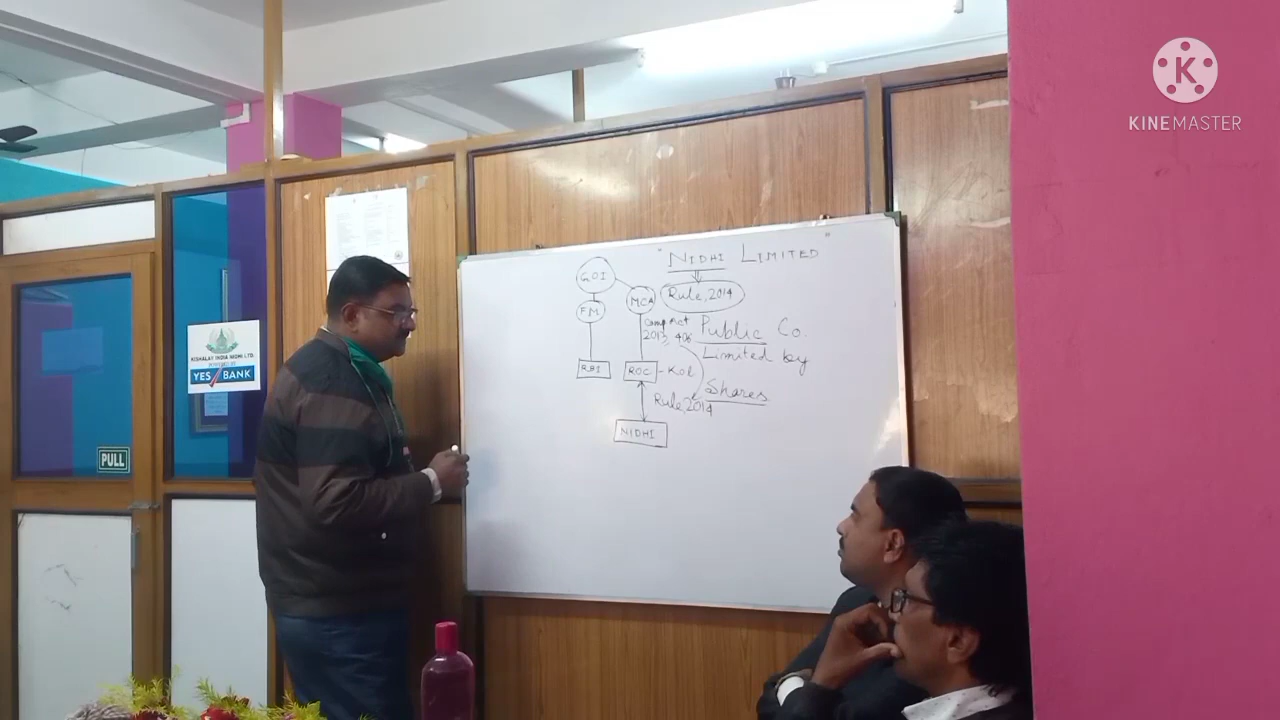 KINEMASTER
" NIDHI LIMITED "
GOI
Rule, 2014
MCA
FM
Comp Act
2013, 406
Public Co.
Limited by
Shares
RBI
ROC - Kol
Rule, 2014
NIDHI
KISHALAY INDIA NIDHI LTD.
YES BANK
PULL